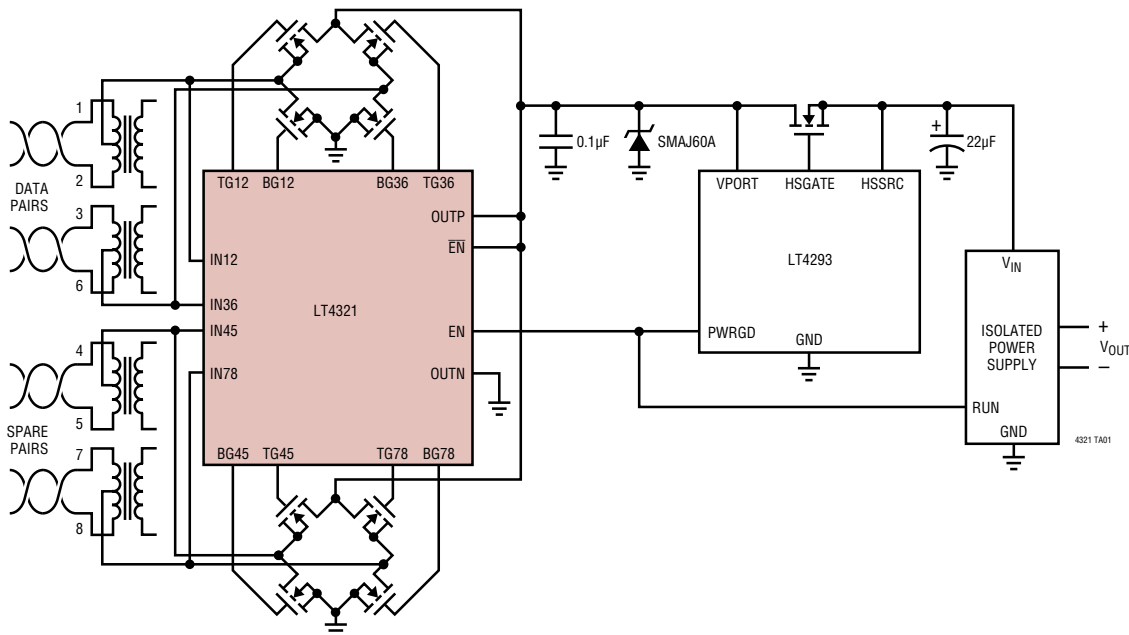 1
2
DATA
PAIRS
3
6
4
5
SPARE
PAIRS
7
8
TG12 BG12 BG36 TG36
OUTP
EN
IN12
IN36
IN45
IN78
LT4321
EN
OUTN
BG45 TG45 TG78 BG78
0.1µF
SMAJ60A
+
22µF
VPORT HSGATE HSSRC
LT4293
PWRGD
GND
VIN
ISOLATED
POWER
SUPPLY
+
VOUT
–
RUN
GND
4321 TA01